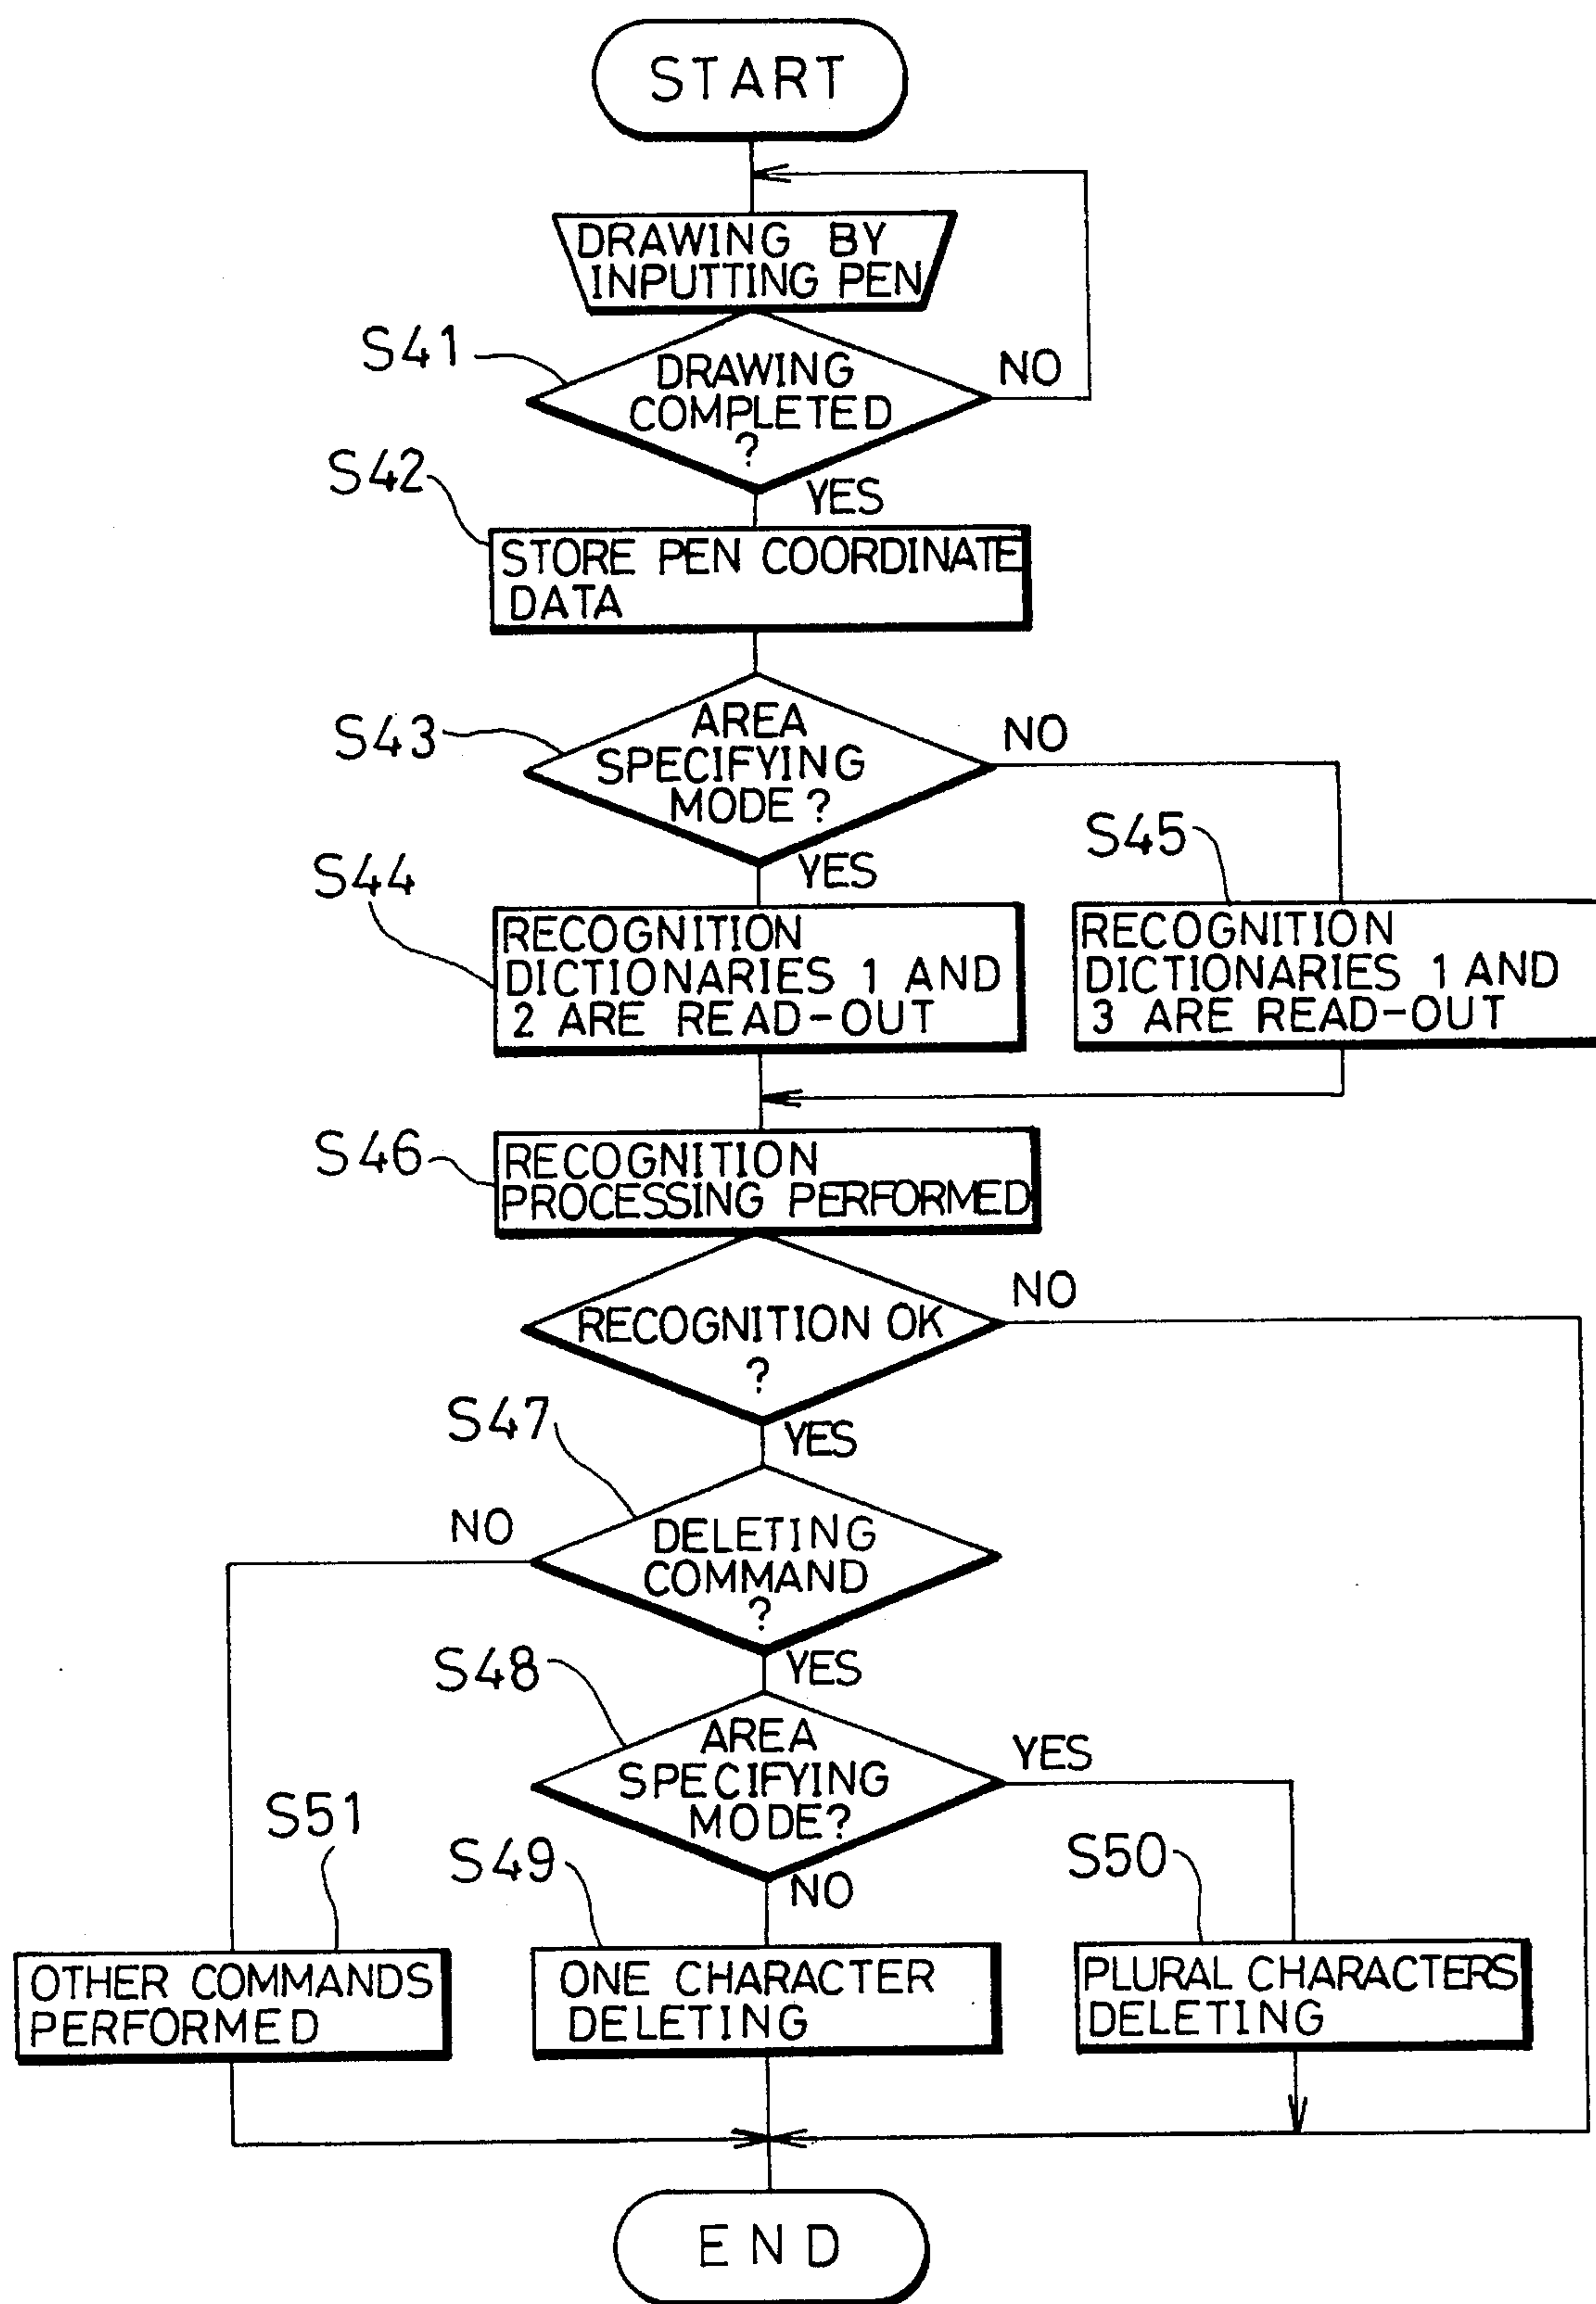 START
DRAWING BY
INPUTTING PEN
S41
DRAWING
COMPLETED
?
NO
YES
S42
STORE PEN COORDINATE
DATA
S43
AREA
SPECIFYING
MODE?
NO
YES
S44
RECOGNITION
DICTIONARIES 1 AND
2 ARE READ-OUT
S45
RECOGNITION
DICTIONARIES 1 AND
3 ARE READ-OUT
S46
RECOGNITION
PROCESSING PERFORMED
RECOGNITION OK
?
NO
YES
S47
DELETING
COMMAND
?
NO
YES
S48
AREA
SPECIFYING
MODE?
YES
NO
S51
OTHER COMMANDS
PERFORMED
S49
ONE CHARACTER
DELETING
S50
PLURAL CHARACTERS
DELETING
END